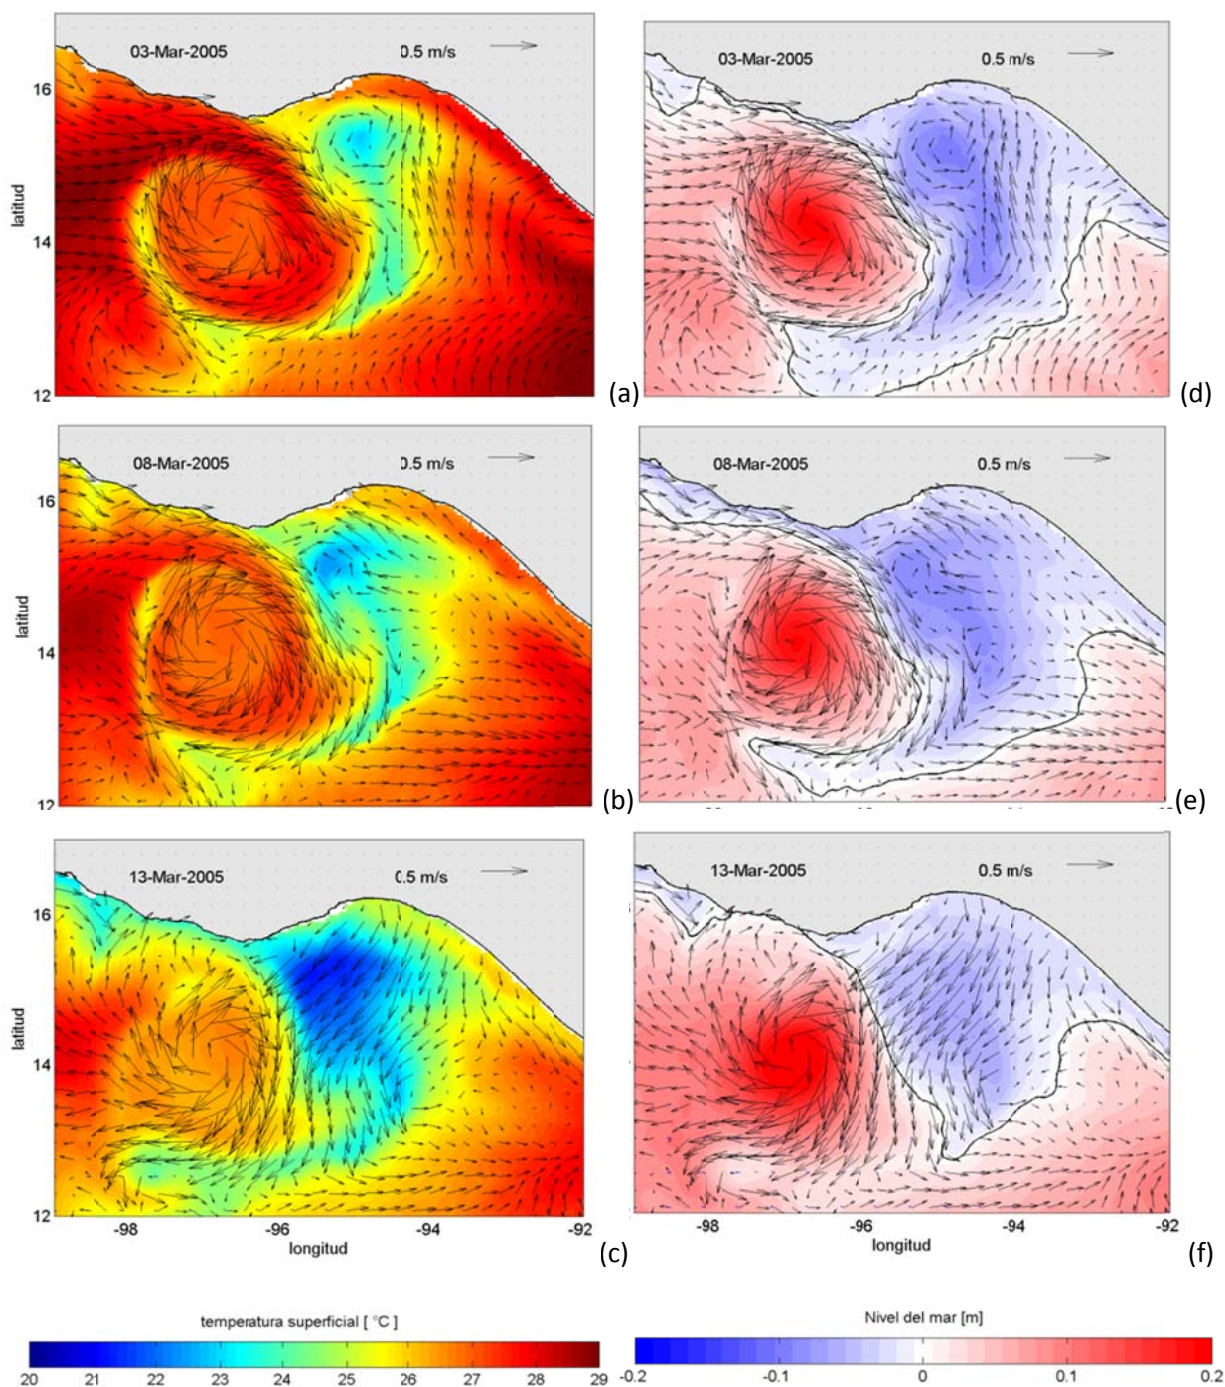 03-Mar-2005 0.5 m/s
16
latitud
14
12
(a)
03-Mar-2005 0.5 m/s
(d)
08-Mar-2005 0.5 m/s
16
latitud
14
12
(b)
08-Mar-2005 0.5 m/s
(e)
13-Mar-2005 0.5 m/s
16
latitud
14
12
-98 -96 -94 -92
longitud
(c)
13-Mar-2005 0.5 m/s
-98 -96 -94 -92
longitud
(f)
temperatura superficial [ °C ]
20 21 22 23 24 25 26 27 28 29
Nivel del mar [m]
-0.2 -0.1 0 0.1 0.2